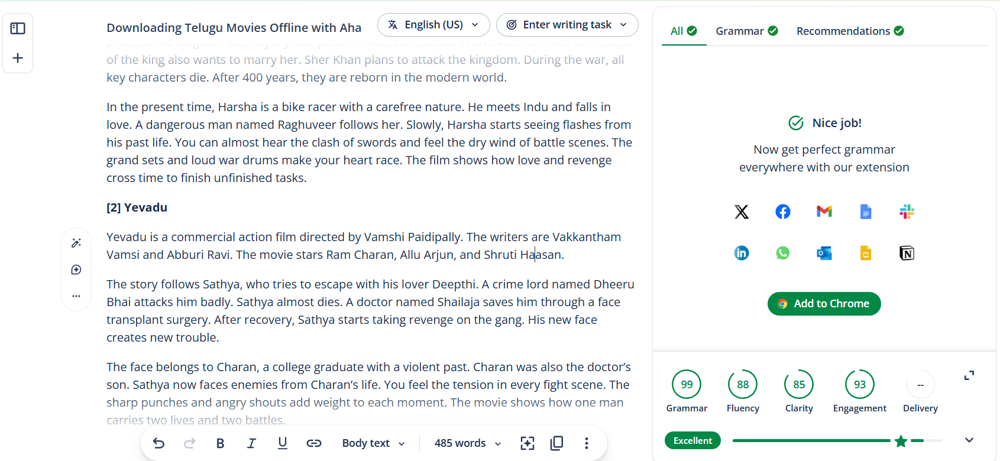 Downloading Telugu Movies Offline with Aha
English (US)
Enter writing task
of the king also wants to marry her. Sher Khan plans to attack the kingdom. During the war, all
key characters die. After 400 years, they are reborn in the modern world.
In the present time, Harsha is a bike racer with a carefree nature. He meets Indu and falls in
love. A dangerous man named Raghuveer follows her. Slowly, Harsha starts seeing flashes from
his past life. You can almost hear the clash of swords and feel the dry wind of battle scenes. The
grand sets and loud war drums make your heart race. The film shows how love and revenge
cross time to finish unfinished tasks.
[2] Yevadu
Yevadu is a commercial action film directed by Vamshi Paidipally. The writers are Vakkantham
Vamsi and Abburi Ravi. The movie stars Ram Charan, Allu Arjun, and Shruti Haasan.
The story follows Sathya, who tries to escape with his lover Deepthi. A crime lord named Dheeru
Bhai attacks him badly. Sathya almost dies. A doctor named Shailaja saves him through a face
transplant surgery. After recovery, Sathya starts taking revenge on the gang. His new face
creates new trouble.
The face belongs to Charan, a college graduate with a violent past. Charan was also the doctor’s
son. Sathya now faces enemies from Charan’s life. You feel the tension in every fight scene. The
sharp punches and angry shouts add weight to each moment. The movie shows how one man
carries two lives and two battles.
B I U
Body text
485 words
All
Grammar
Recommendations
Nice job!
Now get perfect grammar
everywhere with our extension
Add to Chrome
99
88
85
93
--
Grammar
Fluency
Clarity
Engagement
Delivery
Excellent